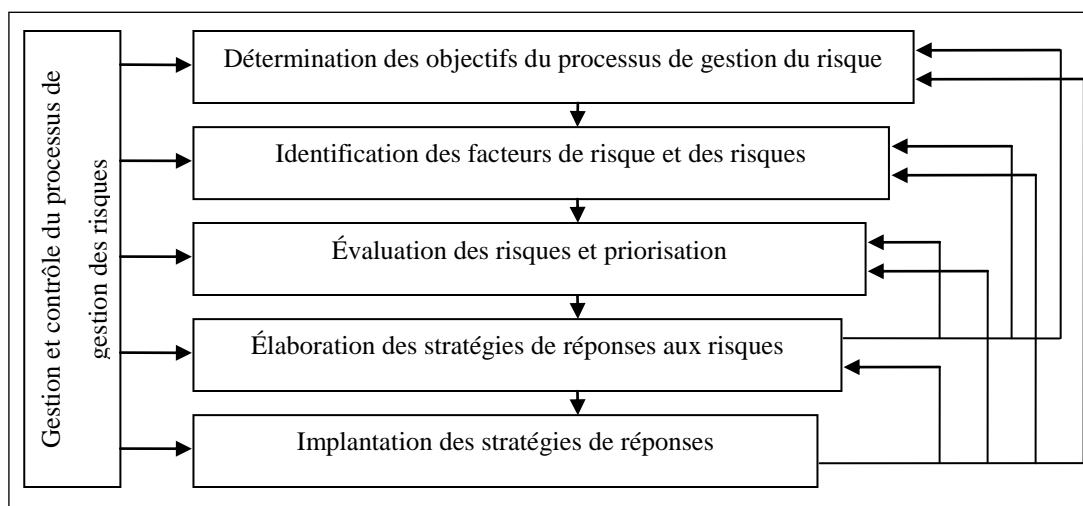 Gestion et contrôle du processus de
gestion des risques
Détermination des objectifs du processus de gestion du risque
Identification des facteurs de risque et des risques
Évaluation des risques et priorisation
Élaboration des stratégies de réponses aux risques
Implantation des stratégies de réponses